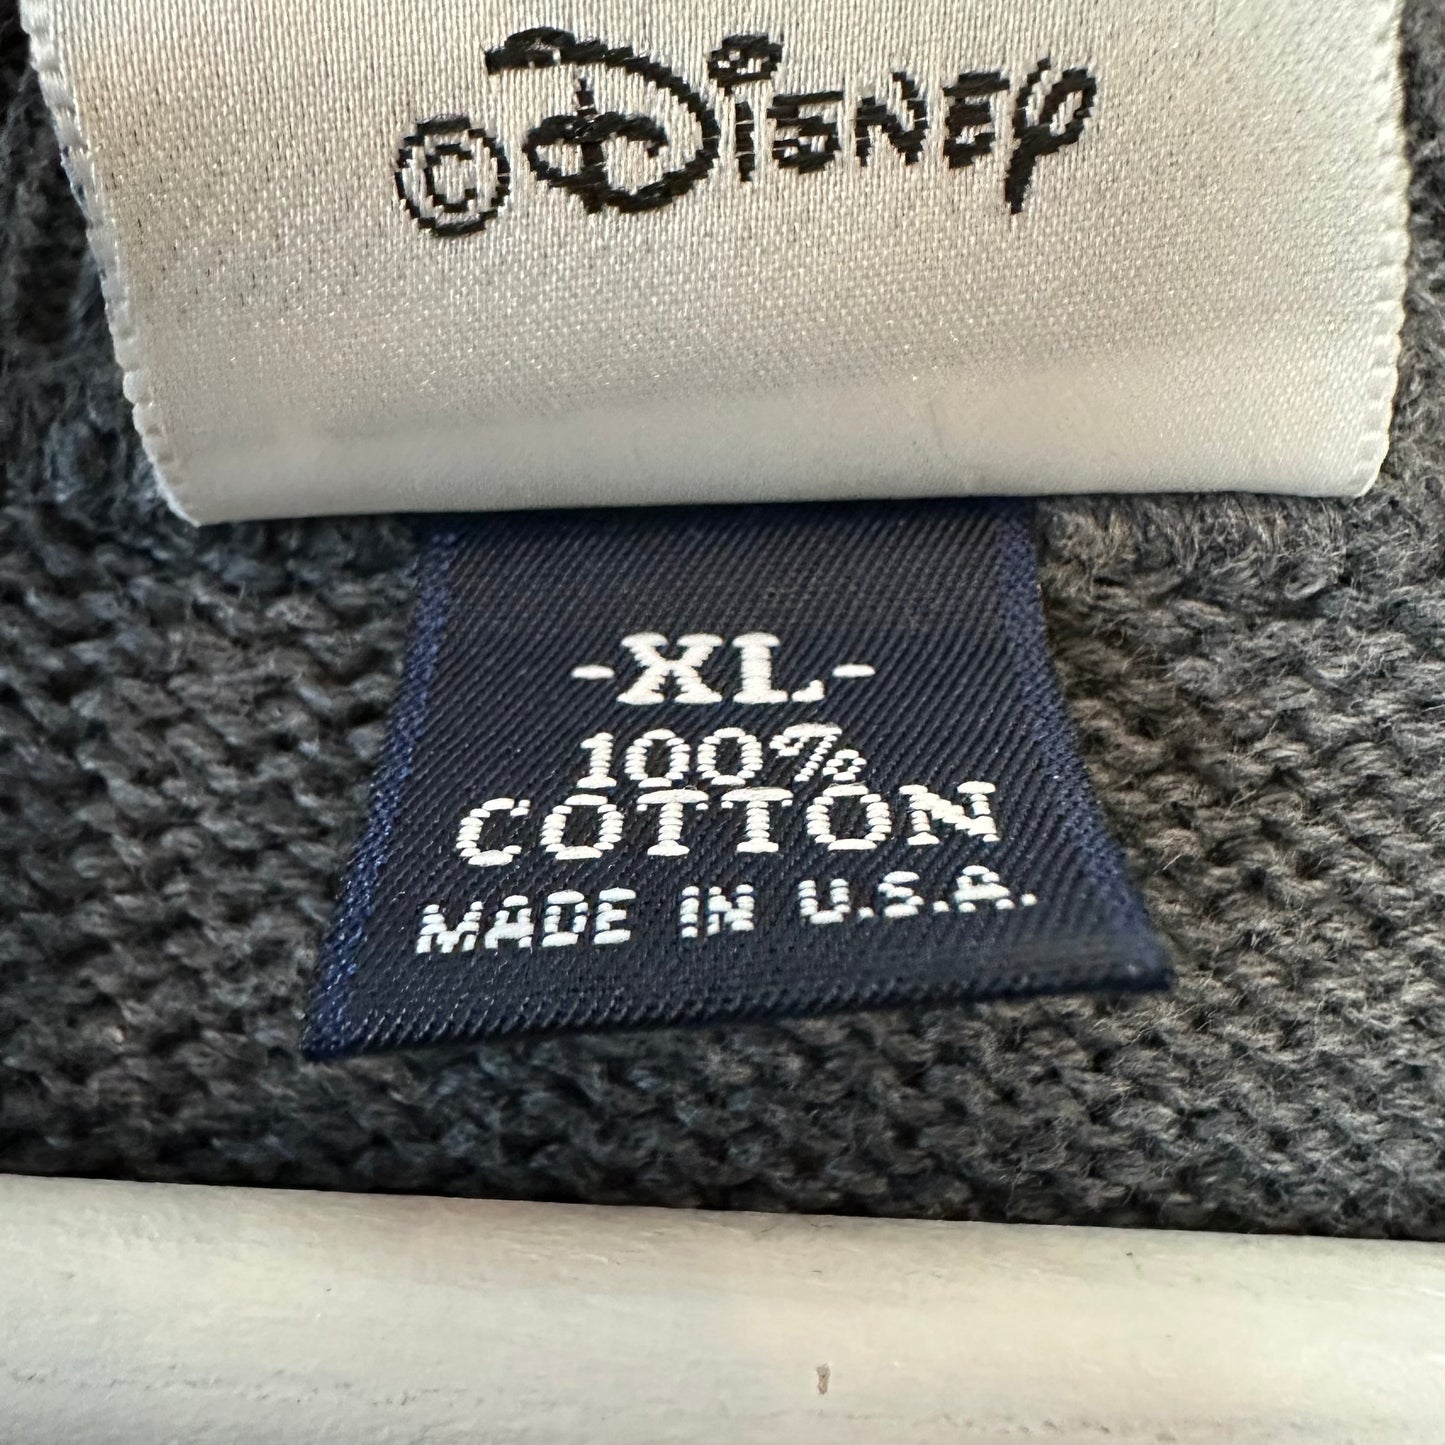 © Disney
-XL-
100%
COTTON
MADE IN U.S.A.